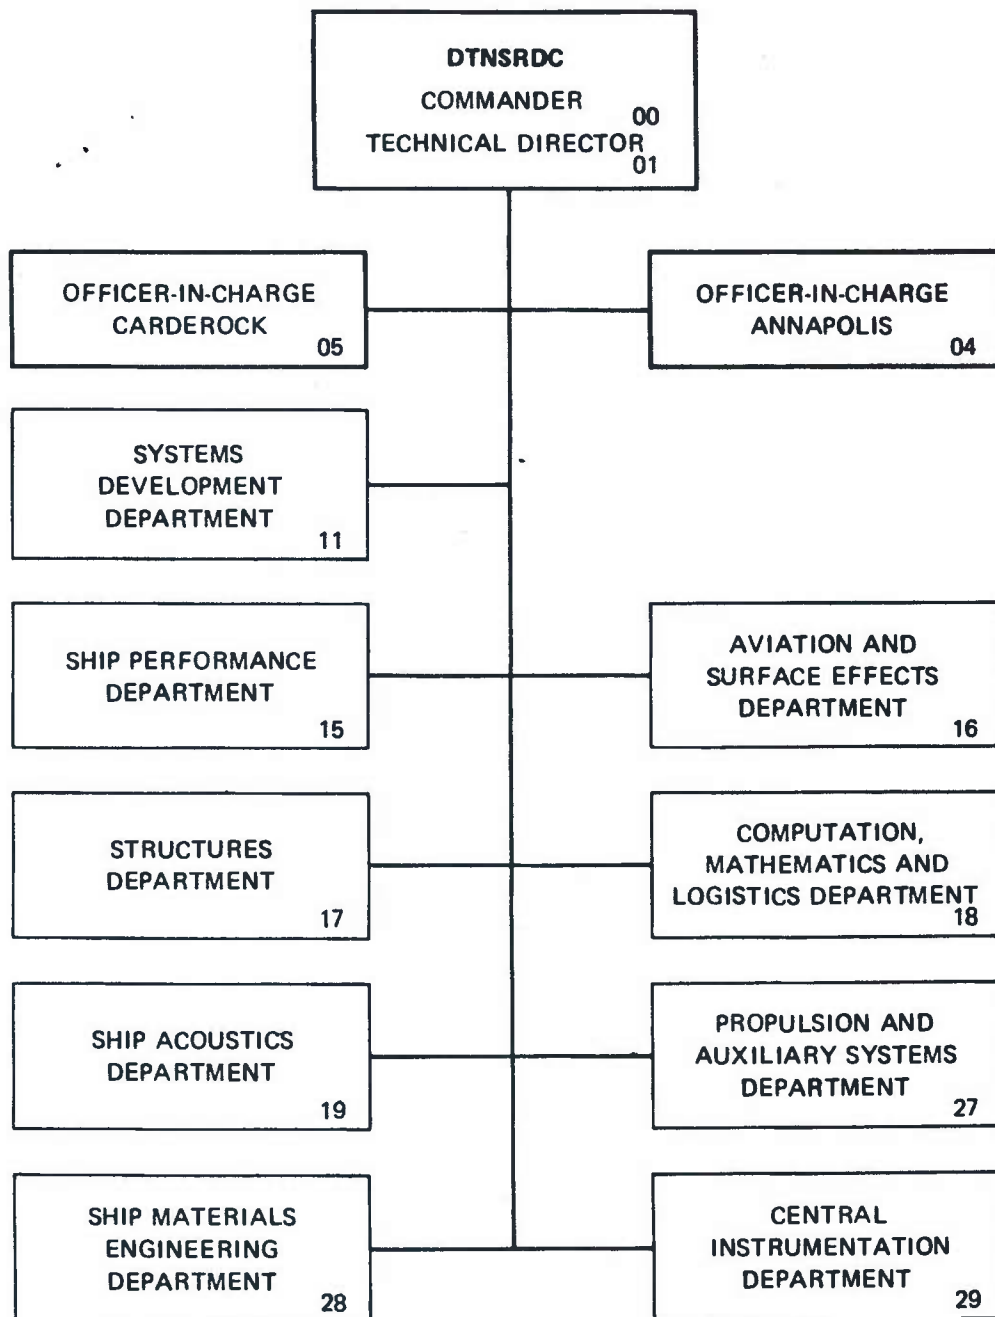 DTNSRDC
COMMANDER
00
TECHNICAL DIRECTOR
01
OFFICER-IN-CHARGE
CARDEROCK
05
OFFICER-IN-CHARGE
ANNAPOLIS
04
SYSTEMS
DEVELOPMENT
DEPARTMENT
11
SHIP PERFORMANCE
DEPARTMENT
15
AVIATION AND
SURFACE EFFECTS
DEPARTMENT
16
STRUCTURES
DEPARTMENT
17
COMPUTATION,
MATHEMATICS AND
LOGISTICS DEPARTMENT
18
SHIP ACOUSTICS
DEPARTMENT
19
PROPULSION AND
AUXILIARY SYSTEMS
DEPARTMENT
27
SHIP MATERIALS
ENGINEERING
DEPARTMENT
28
CENTRAL
INSTRUMENTATION
DEPARTMENT
29